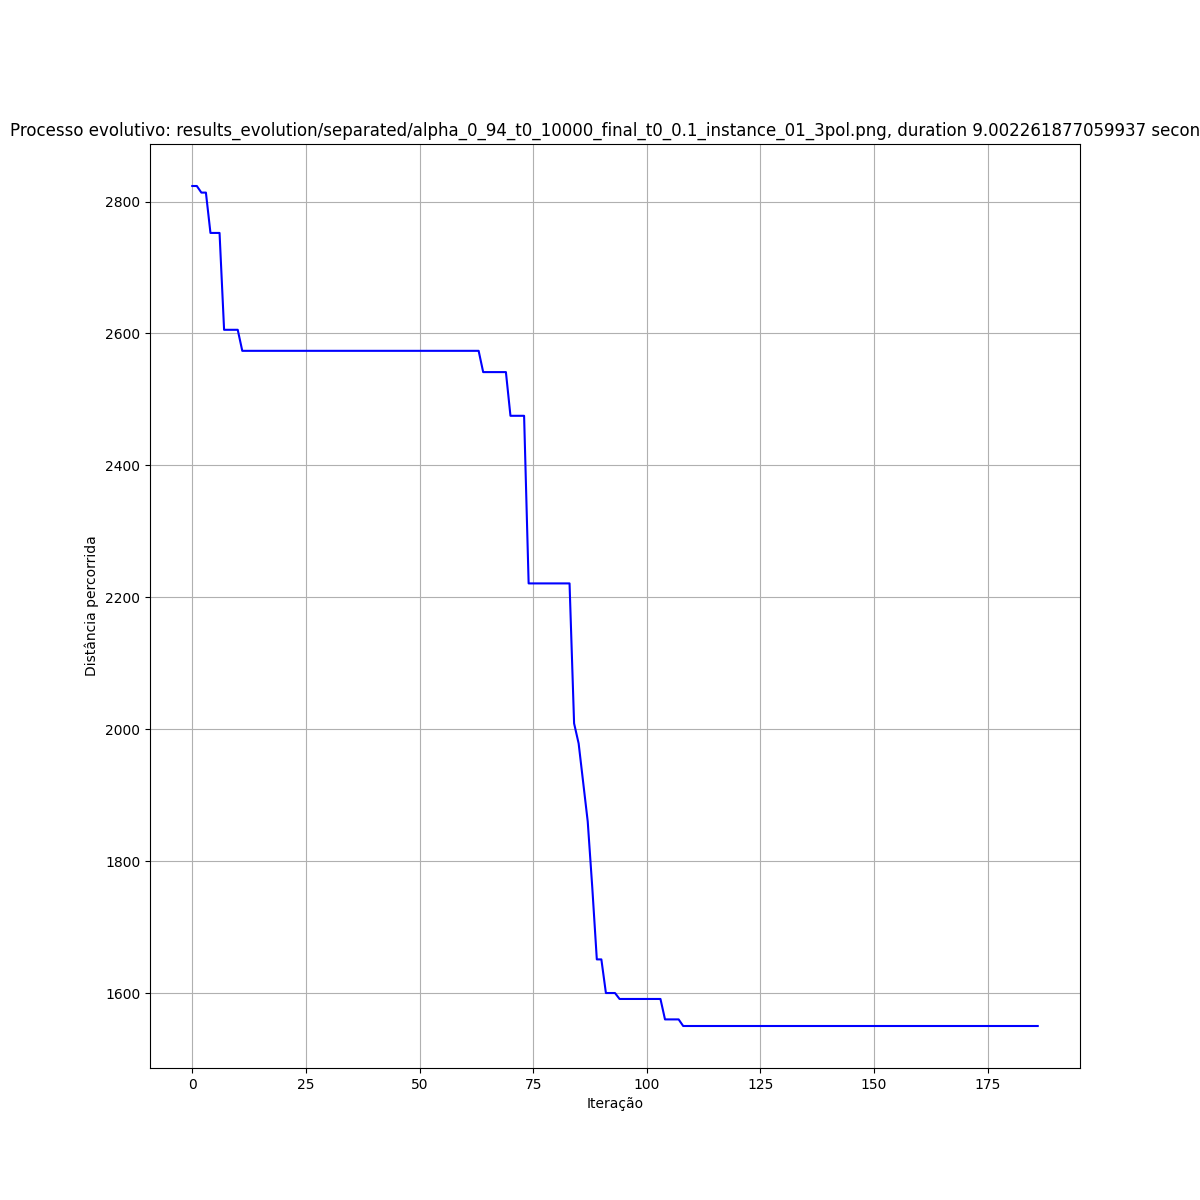 Processo evolutivo: results_evolution/separated/alpha_0_94_t0_10000_final_t0_0.1_instance_01_3pol.png, duration 9.002261877059937 secon
2800
2600
2400
2200
2000
1800
1600
Distância percorrida
0 25 50 75 100 125 150 175
Iteração